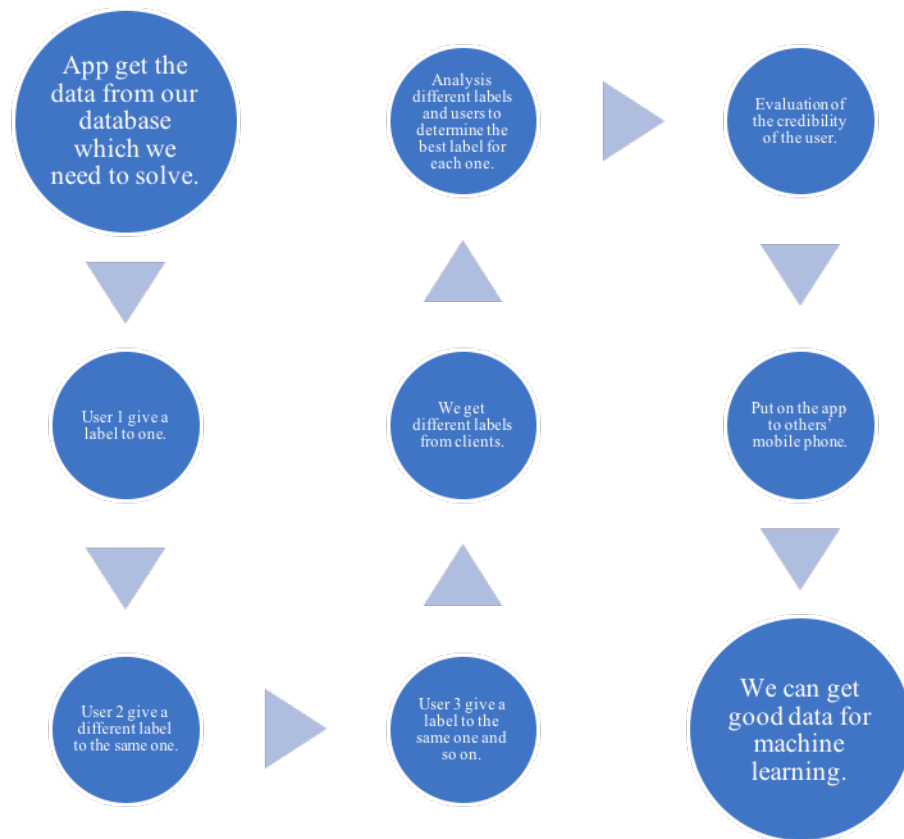 App get the
data from our
database
which we
need to solve.
User 1 give a
label to one.
User 2 give a
different label
to the same one.
User 3 give a
label to the
same one and
so on.
We get
different labels
from clients.
Analysis
different labels
and users to
determine the
best label for
each one.
Evaluation of
the credibility
of the user.
Put on the app
to others’
mobile phone.
We can get
good data for
machine
learning.